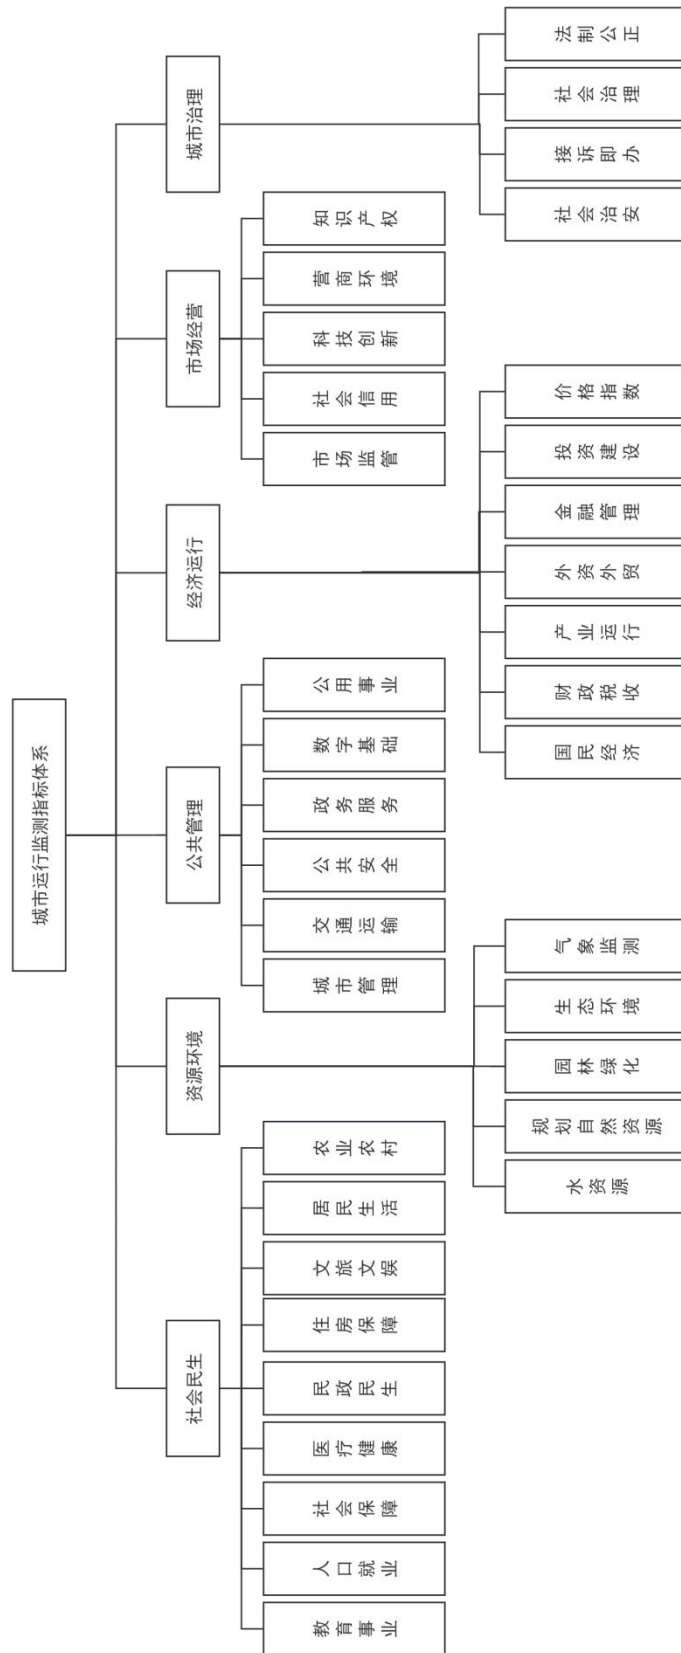 城市运行监测指标体系
社会民生
资源环境
公共管理
经济运行
市场经营
城市治理
教育事业
人口就业
社会保障
医疗健康
民政民生
住房保障
文旅文娱
居民生活
农业农村
城市管理
交通运输
公共安全
政务服务
数字基础
公用事业
市场监管
社会信用
科技创新
营商环境
知识产权
水资源
规划自然资源
园林绿化
生态环境
气象监测
国民经济
财政税收
产业运行
外资外贸
金融管理
投资建设
价格指数
社会治安
接诉即办
社会治理
法制公正